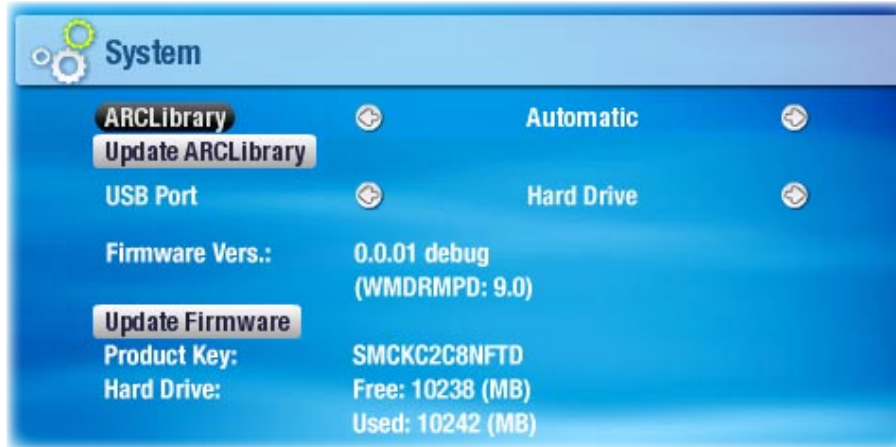 System
ARCLibrary Automatic
Update ARCLibrary
USB Port Hard Drive
Firmware Vers.: 0.0.01 debug
(WMDRMPD: 9.0)
Update Firmware
Product Key: SMCKC2C8NFTD
Hard Drive: Free: 10238 (MB)
Used: 10242 (MB)